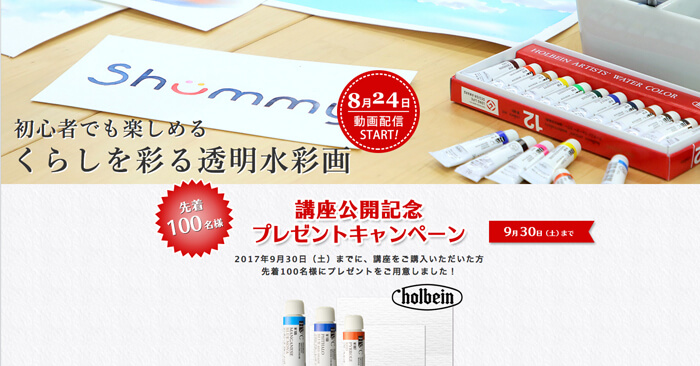 Shummy
8月24日
動画配信
START!
HOLBEIN ARTISTS' WATER COLOR
12
初心者でも楽しめる
くらしを彩る透明水彩画
先着
100名様
講座公開記念
プレゼントキャンペーン
9月30日（土）まで
2017年9月30日（土）までに、講座をご購入いただいた方
先着100名様にプレゼントをご用意しました！
holbein